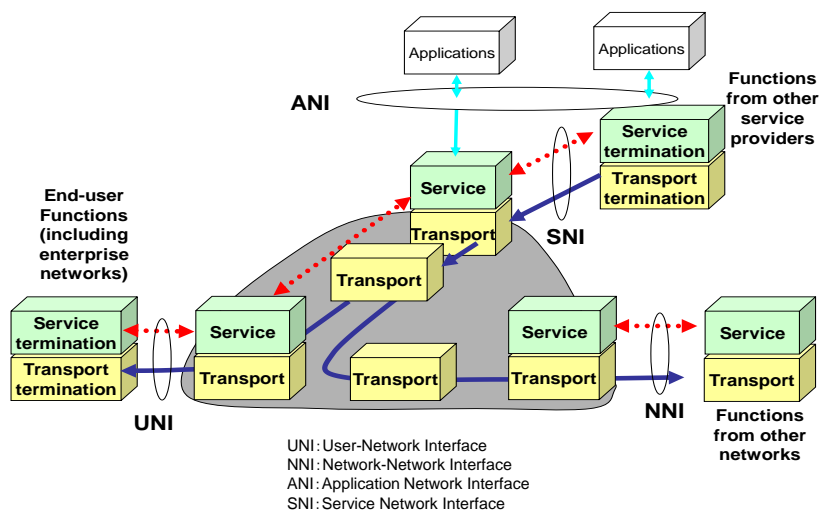 Applications
Applications
ANI
Functions
from other
service
providers
Service
termination
Transport
termination
Service
Transport
SNI
End-user
Functions
(including
enterprise
networks)
Transport
Service
termination
Transport
termination
Service
Transport
UNI
Transport
Service
Transport
NNI
Service
Transport
Functions
from other
networks
UNI:User-Network Interface
NNI:Network-Network Interface
ANI:Application Network Interface
SNI:Service Network Interface